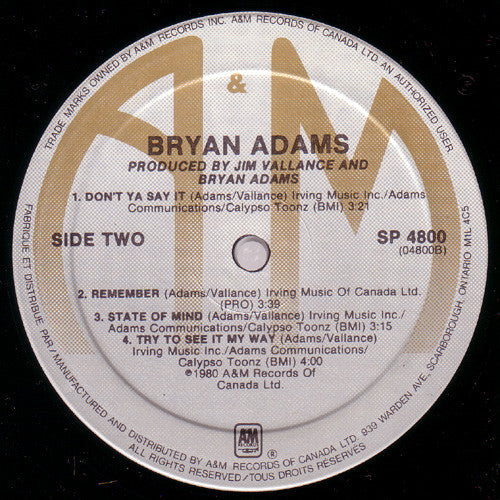 TRADE MARKS OWNED BY A&M RECORDS INC. A&M RECORDS OF CANADA LTD. AN AUTHORIZED USER
&
A M
BRYAN ADAMS
PRODUCED BY JIM VALLANCE AND
BRYAN ADAMS
1. DON'T YA SAY IT (Adams/Vallance) Irving Music Inc./Adams
Communications/Calypso Toonz (BMI) 3:21
SIDE TWO
SP 4800
(04800B)
2. REMEMBER (Adams/Vallance) Irving Music Of Canada Ltd.
(PRO) 3:39
3. STATE OF MIND (Adams/Vallance) Irving Music Inc./
Adams Communications/Calypso Toonz (BMI) 3:15
4. TRY TO SEE IT MY WAY (Adams/Vallance)
Irving Music Inc./Adams Communications/
Calypso Toonz (BMI) 4:00
℗1980 A&M Records Of
Canada Ltd.
A&M
RECORDS
®
FABRIQUE ET DISTRIBUE PAR/MANUFACTURED AND DISTRIBUTED BY A&M RECORDS OF CANADA LTD. 939 WARDEN AVE, SCARBOROUGH, ONTARIO M1L 4C5
ALL RIGHTS RESERVED/TOUS DROITS RÉSERVÉS